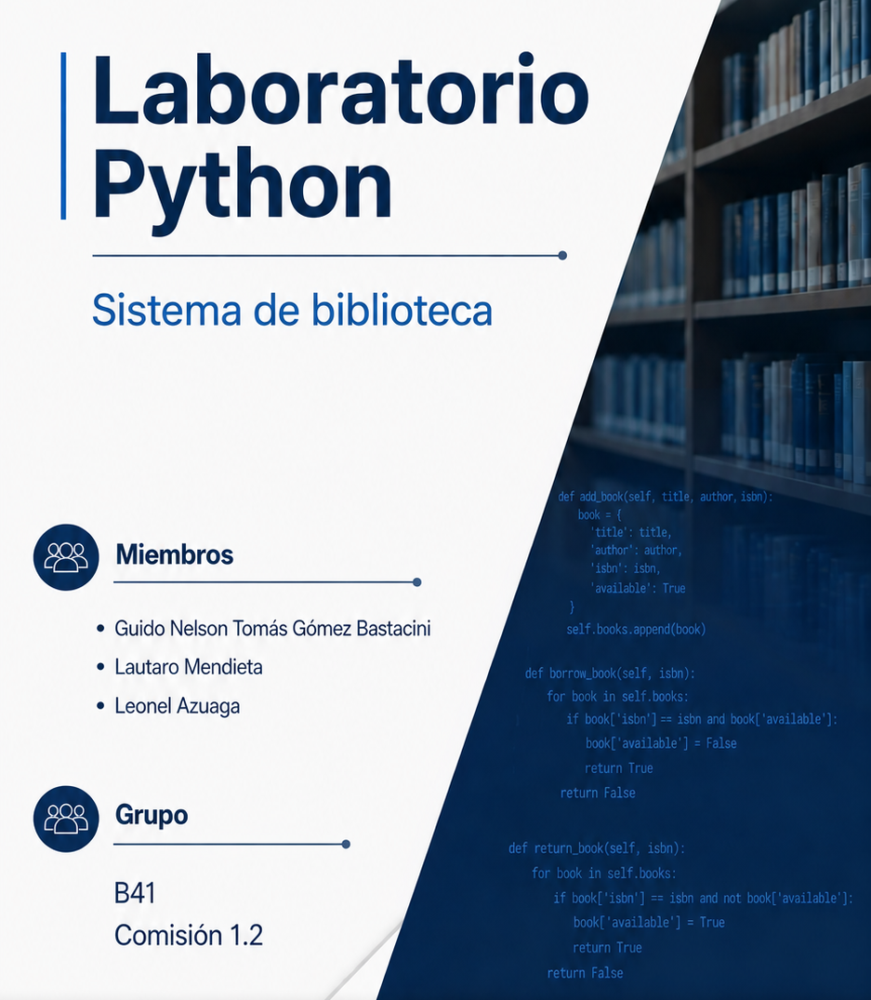 Laboratorio
Python
Sistema de biblioteca
Miembros
• Guido Nelson Tomás Gómez Bastacini
• Lautaro Mendieta
• Leonel Azuaga
Grupo
B41
Comisión 1.2
def add_book(self, title, author, isbn):
book = {
'title': title,
'author': author,
'isbn': isbn,
'available': True
}
self.books.append(book)
def borrow_book(self, isbn):
for book in self.books:
if book['isbn'] == isbn and book['available']:
book['available'] = False
return True
return False
def return_book(self, isbn):
for book in self.books:
if book['isbn'] == isbn and not book['available']:
book['available'] = True
return True
return False